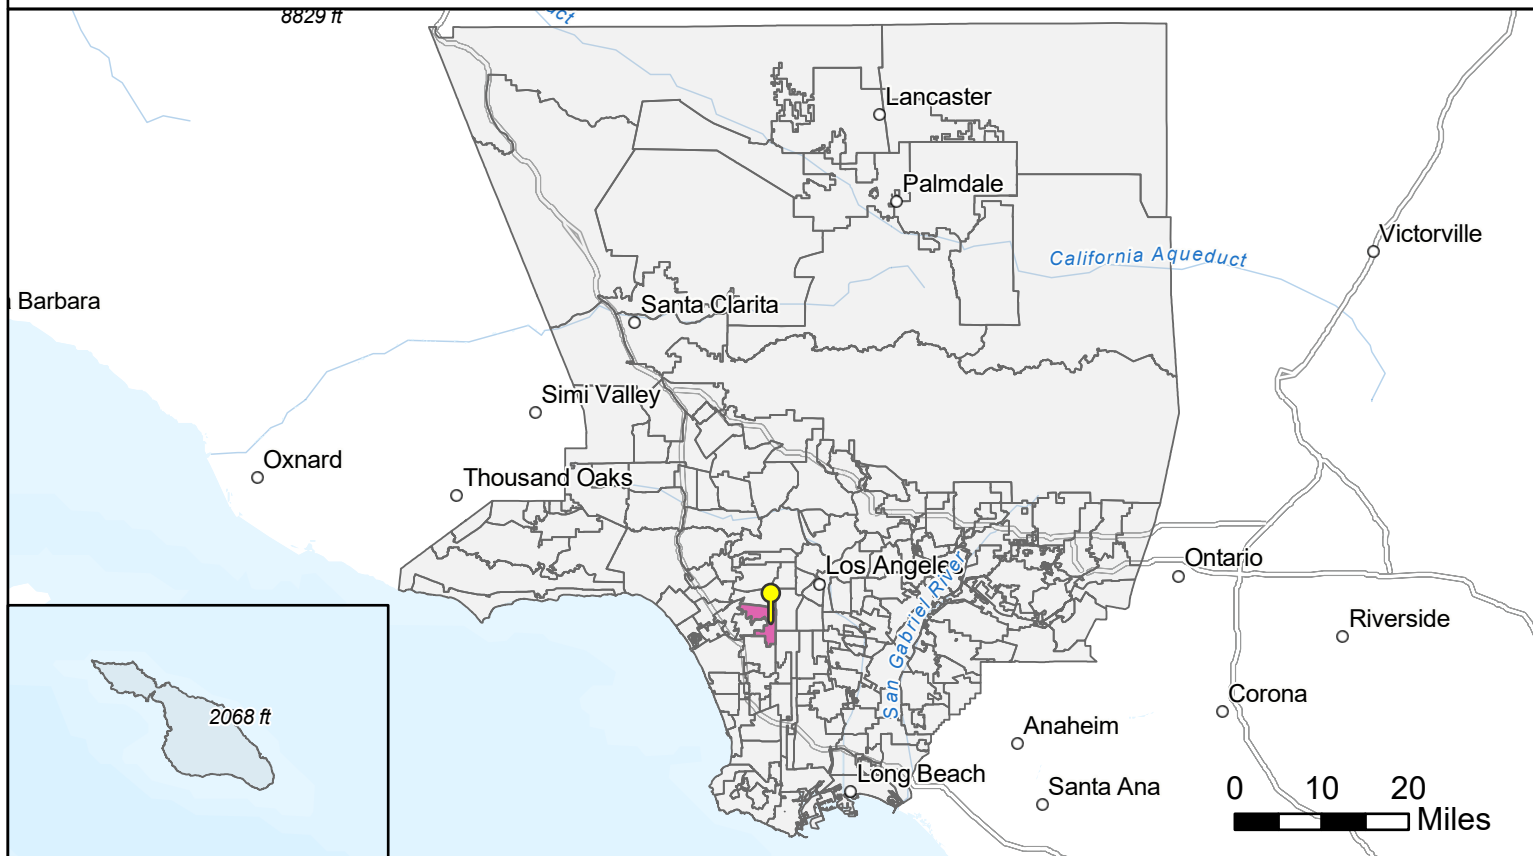 8829 ft
uct
Lancaster
Palmdale
Victorville
California Aqueduct
Barbara
Santa Clarita
Simi Valley
Oxnard
Thousand Oaks
Los Angeles
Ontario
San Gabriel River
Riverside
Corona
2068 ft
Anaheim
Long Beach
Santa Ana
0 10 20
Miles